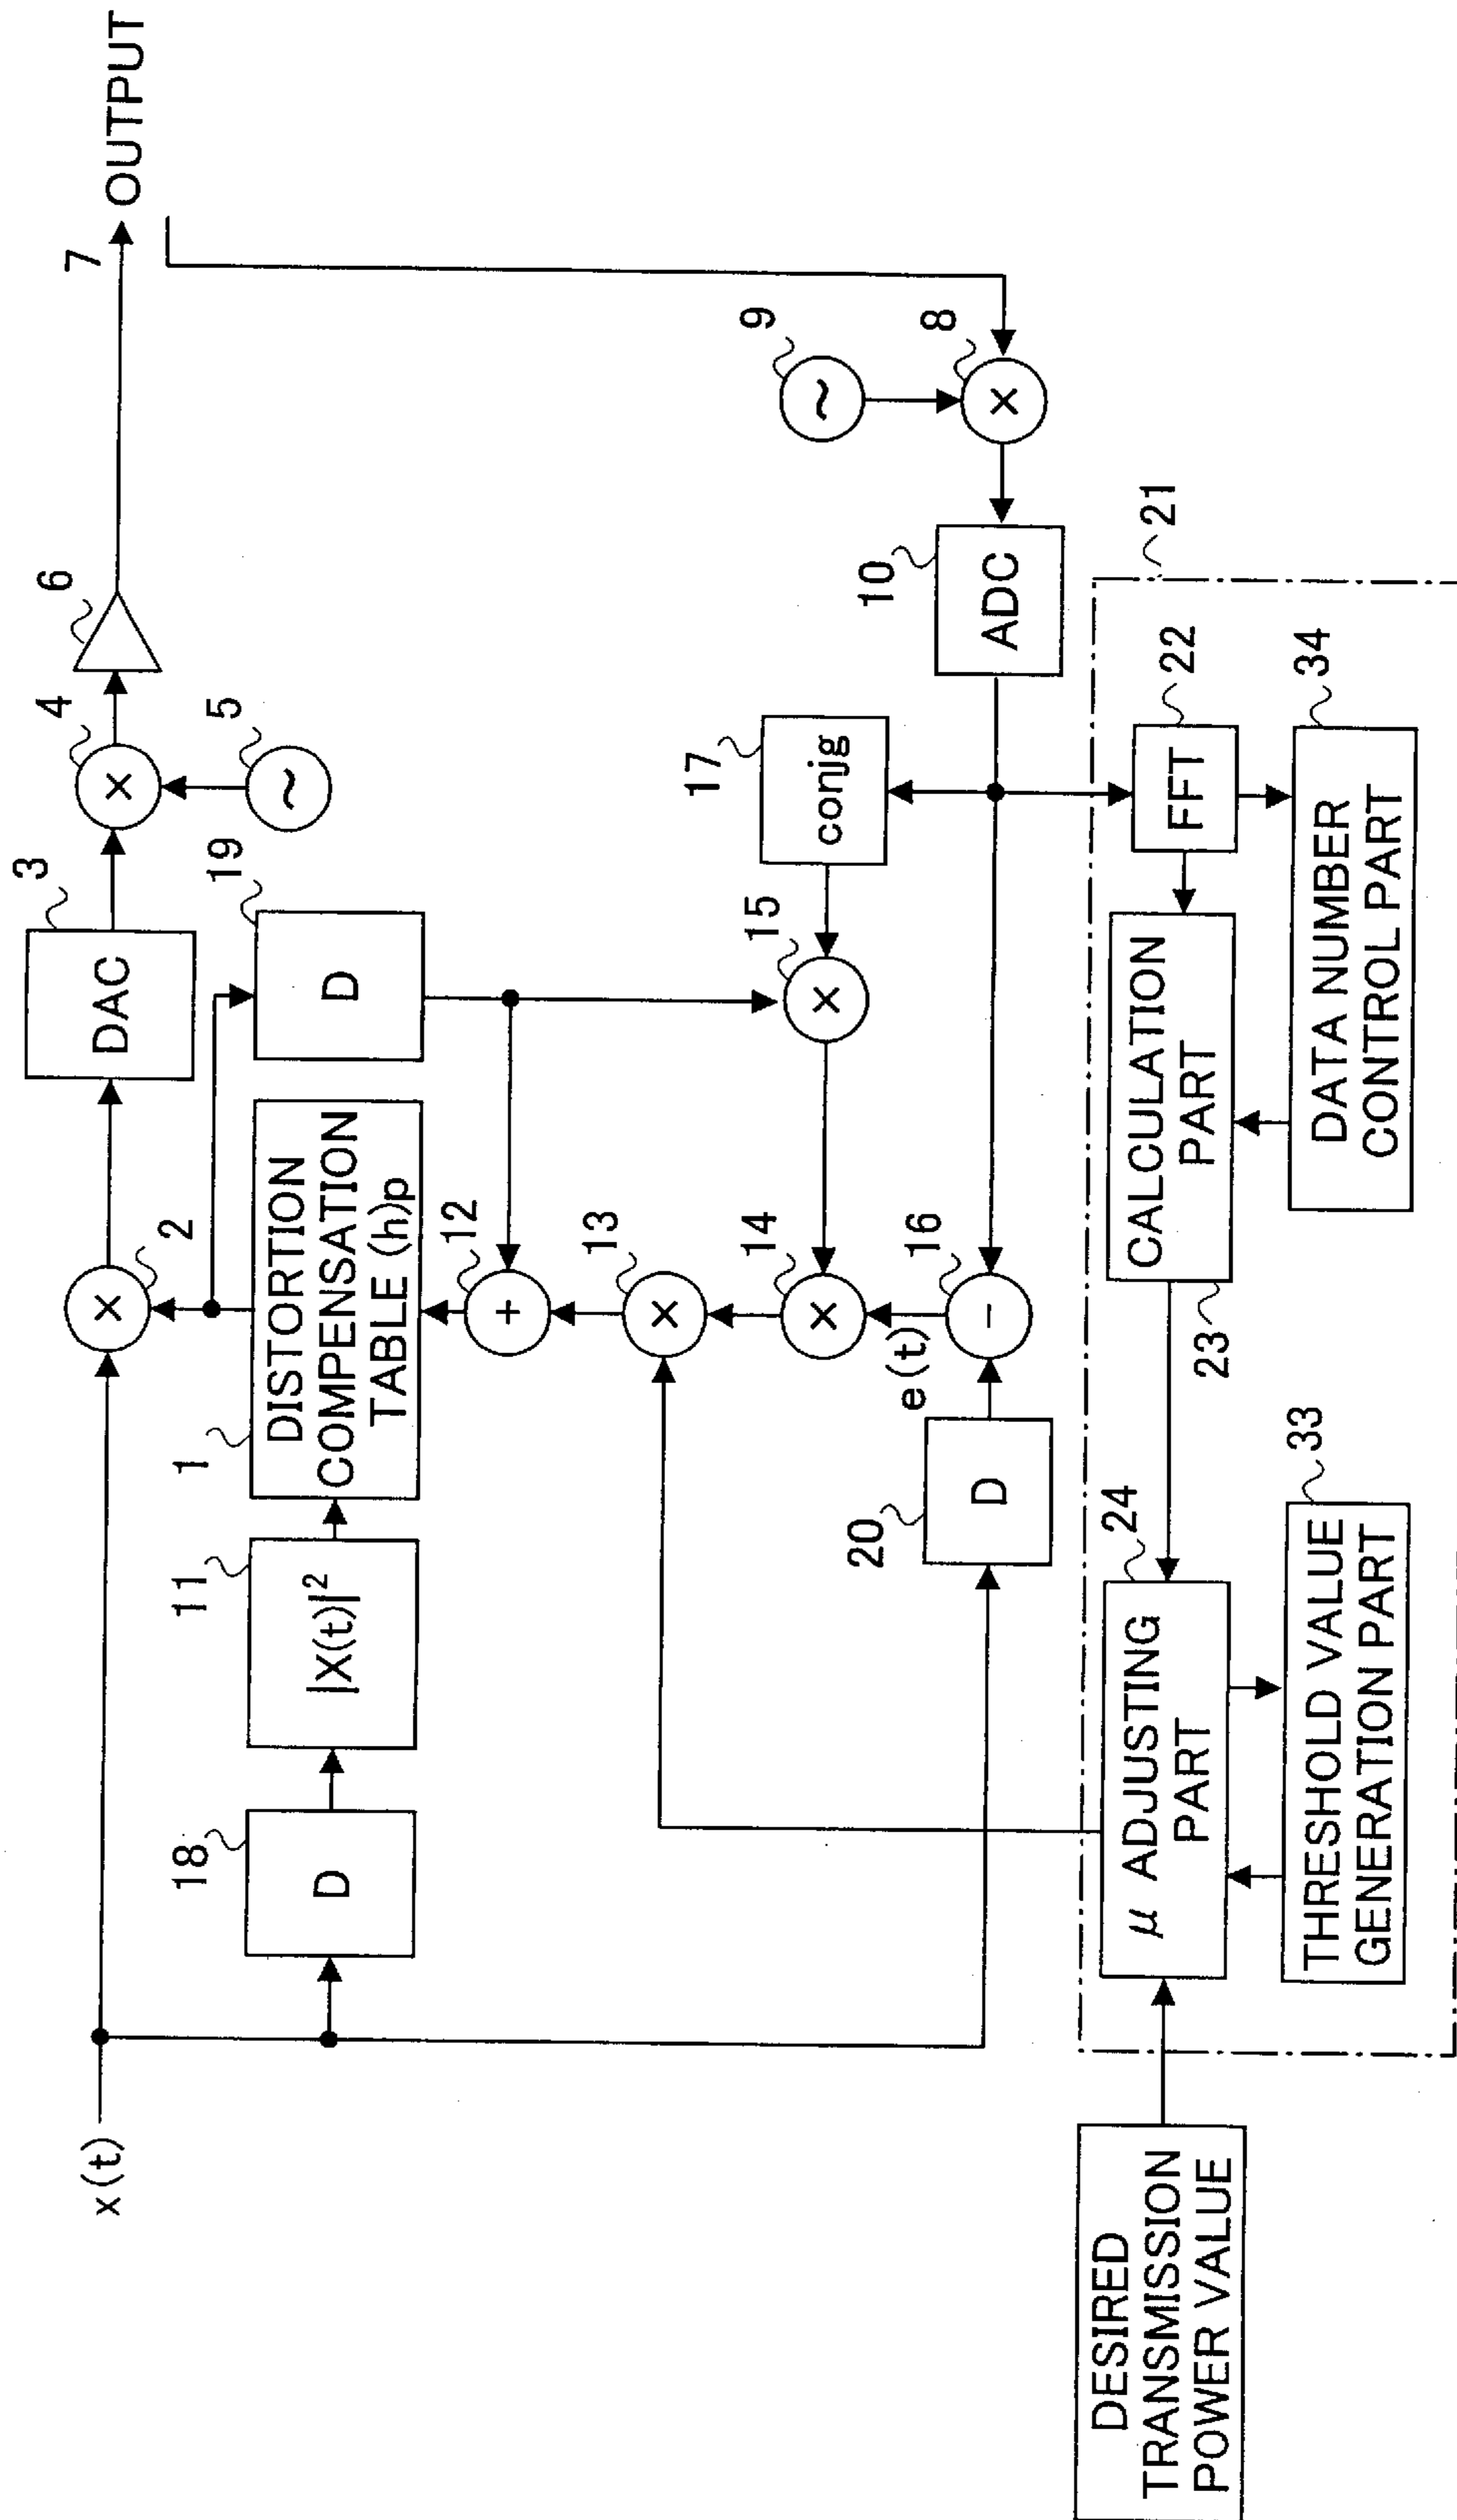 x(t)
2
×
3
DAC
4
×
5
~
6
7
OUTPUT
18
D
11
|X(t)|²
1
DISTORTION
COMPENSATION
TABLE (h)p
19
D
12
+
13
×
14
×
15
×
17
conjg
9
~
8
×
10
ADC
20
D
e(t)
16
-
21
DESIRED
TRANSMISSION
POWER VALUE
24
μ ADJUSTING
PART
23
CALCULATION
PART
22
FFT
33
THRESHOLD VALUE
GENERATION PART
34
DATA NUMBER
CONTROL PART